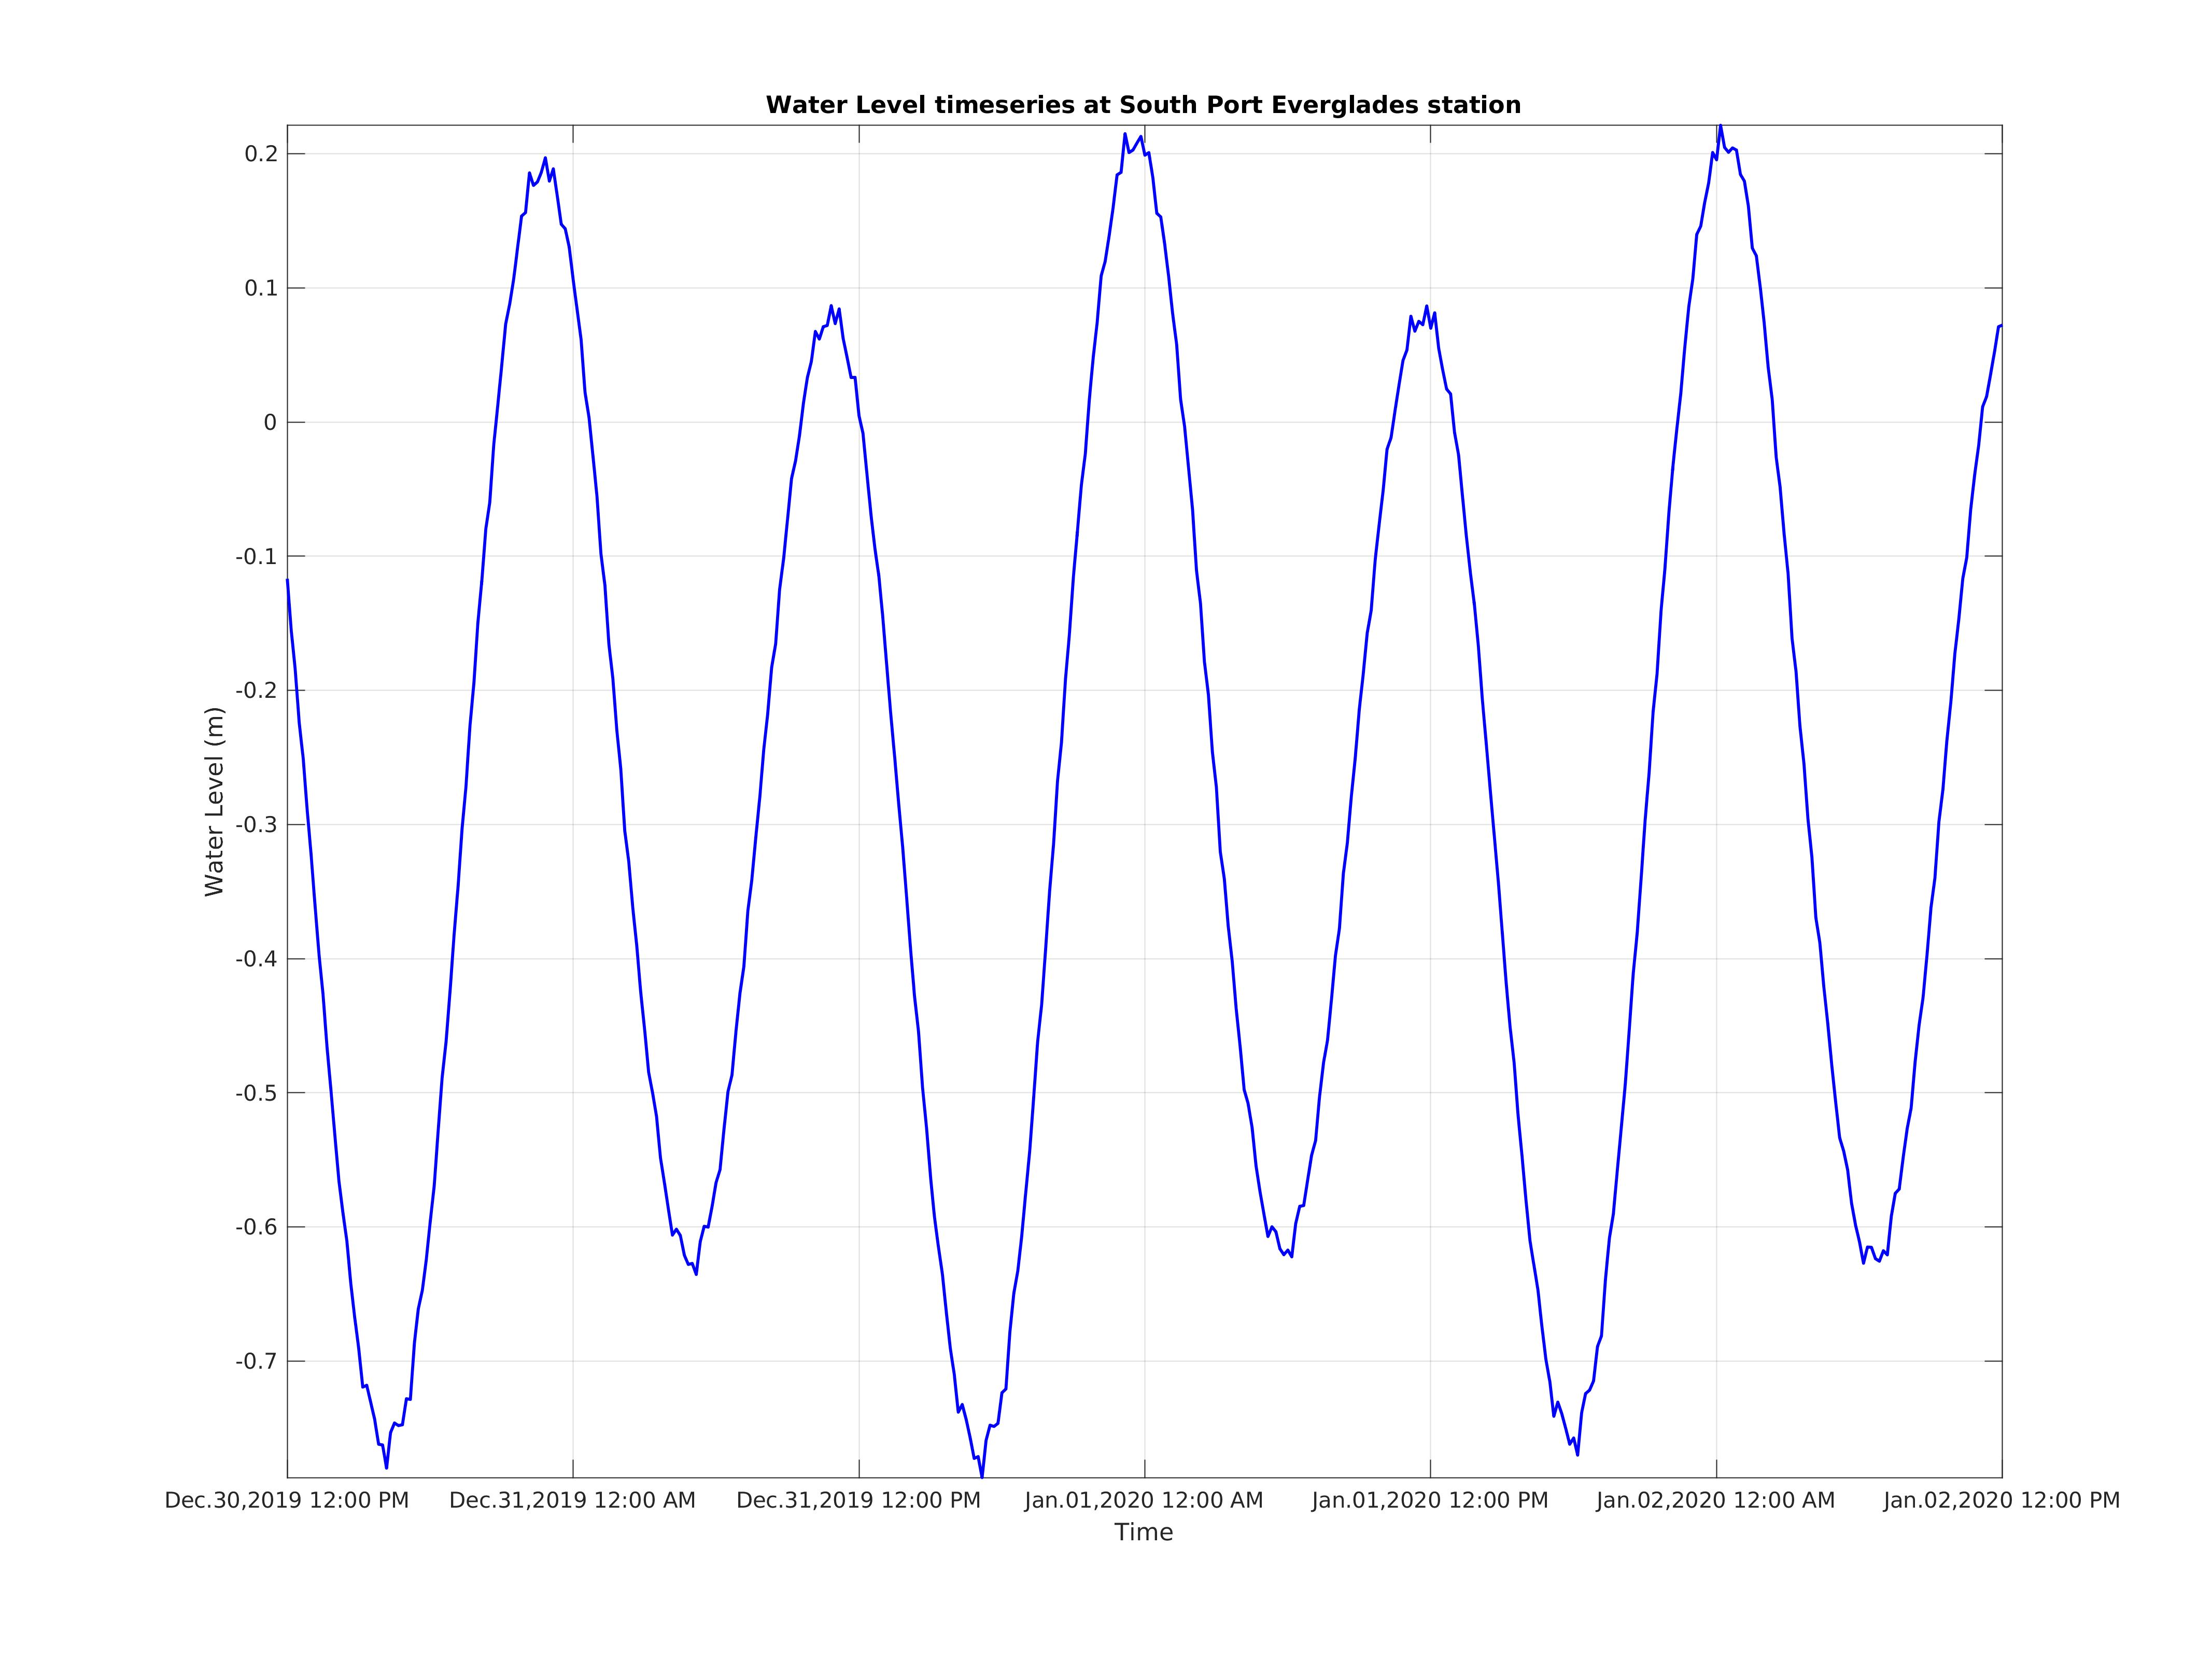 Water Level timeseries at South Port Everglades station
0.2
0.1
0
-0.1
-0.2
-0.3
-0.4
-0.5
-0.6
-0.7
Water Level (m)
Dec.30,2019 12:00 PM
Dec.31,2019 12:00 AM
Dec.31,2019 12:00 PM
Jan.01,2020 12:00 AM
Jan.01,2020 12:00 PM
Jan.02,2020 12:00 AM
Jan.02,2020 12:00 PM
Time